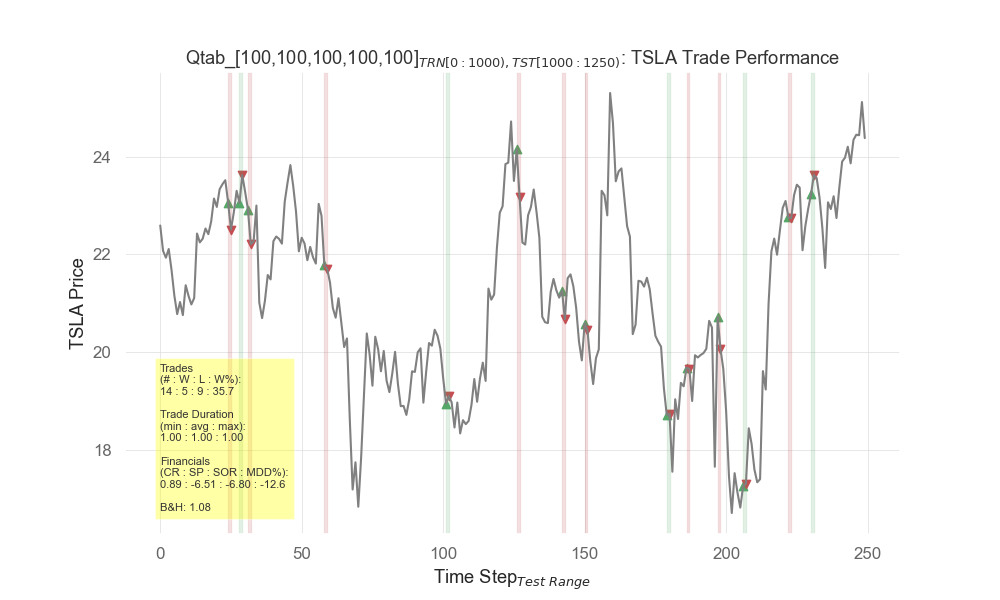 Qtab_[100,100,100,100,100]TRN[0 : 1000), TST[1000 : 1250): TSLA Trade Performance
24
22
20
18
TSLA Price
Trades
(# : W : L : W%):
14 : 5 : 9 : 35.7
Trade Duration
(min : avg : max):
1.00 : 1.00 : 1.00
Financials
(CR : SP : SOR : MDD%):
0.89 : -6.51 : -6.80 : -12.6
B&H: 1.08
0 50 100 150 200 250
Time StepTest Range